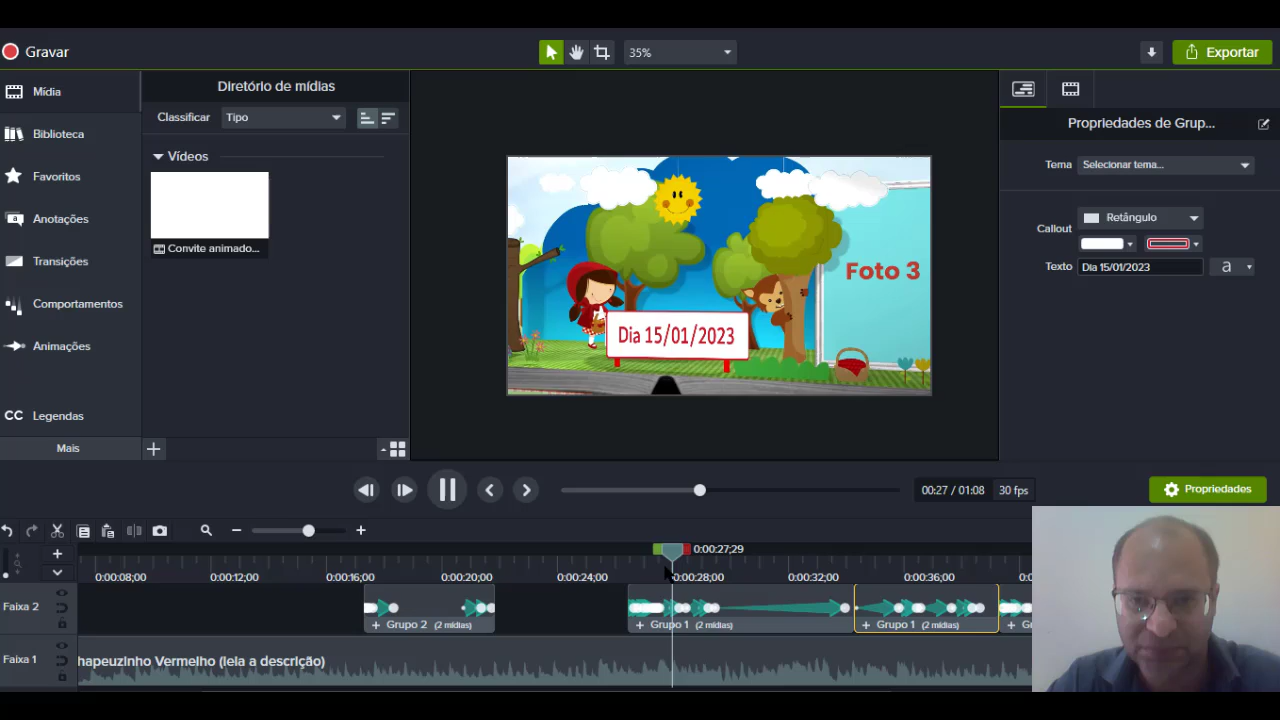 Gravar
35%
Exportar
Mídia
Biblioteca
Favoritos
Anotações
Transições
Comportamentos
Animações
CC Legendas
Mais
Diretório de mídias
Classificar Tipo
Vídeos
Convite animado...
Foto 3
Dia 15/01/2023
Propriedades de Grup...
Tema Selecionar tema...
Callout Retângulo
Texto Dia 15/01/2023 a
00:27 / 01:08 30 fps
Propriedades
0:00:27;29
0:00:08;00 0:00:12;00 0:00:16;00 0:00:20;00 0:00:24;00 0:00:28;00 0:00:32;00 0:00:36;00
Faixa 2
+ Grupo 2 (2 mídias) + Grupo 1 (2 mídias) + Grupo 1 (2 mídias)
Faixa 1
hapeuzinho Vermelho (leia a descrição)